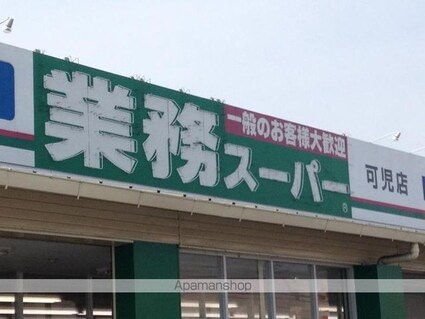 一般のお客様大歓迎
業務スーパー
可児店
Apamanshop